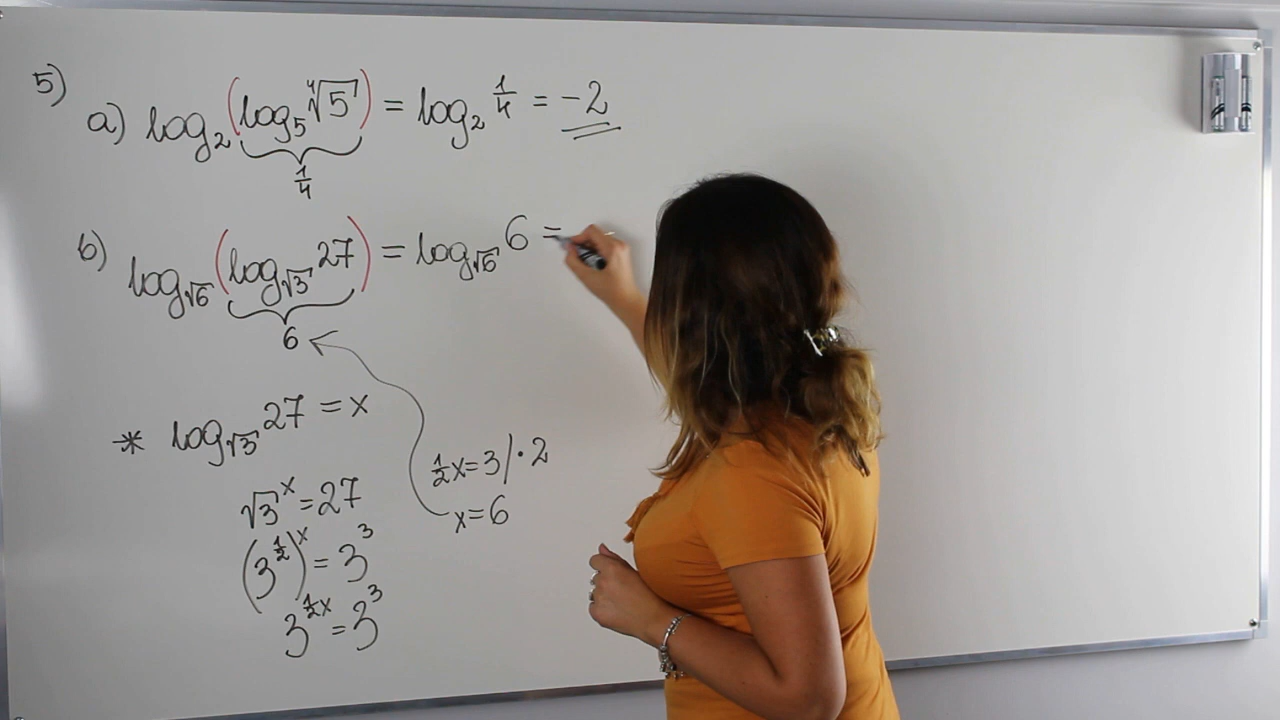 5)
a) log₂(log₅ ⁴√5) = log₂ 1/4 = -2
1/4
b) log√6 (log√3 27) = log√6 6 =
6
* log√3 27 = x
√3ˣ = 27
(3^1/2)ˣ = 3³
3^1/2x = 3³
1/2x = 3 / · 2
x = 6